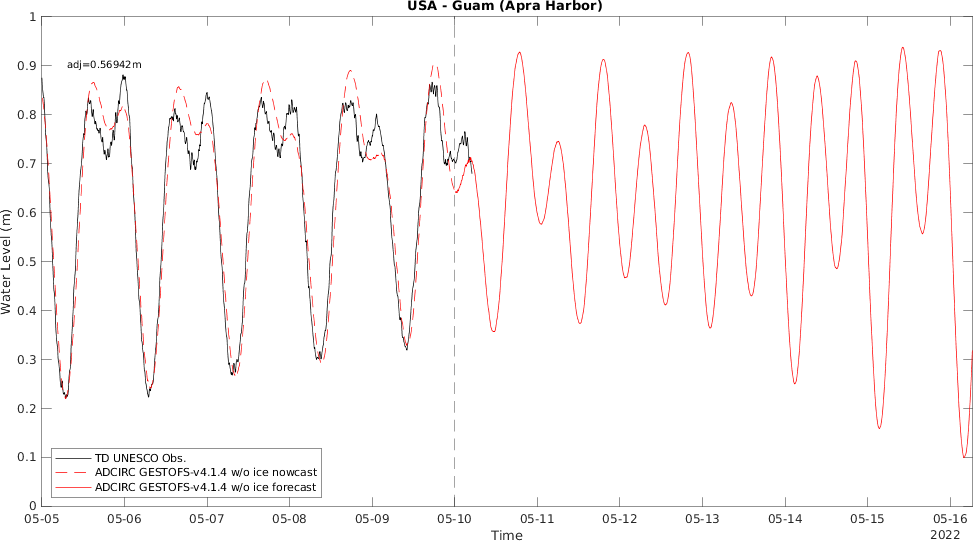 USA - Guam (Apra Harbor)
adj=0.56942m
Water Level (m)
1
0.9
0.8
0.7
0.6
0.5
0.4
0.3
0.2
0.1
0
TD UNESCO Obs.
ADCIRC GESTOFS-v4.1.4 w/o ice nowcast
ADCIRC GESTOFS-v4.1.4 w/o ice forecast
05-05 05-06 05-07 05-08 05-09 05-10 05-11 05-12 05-13 05-14 05-15 05-16
2022
Time